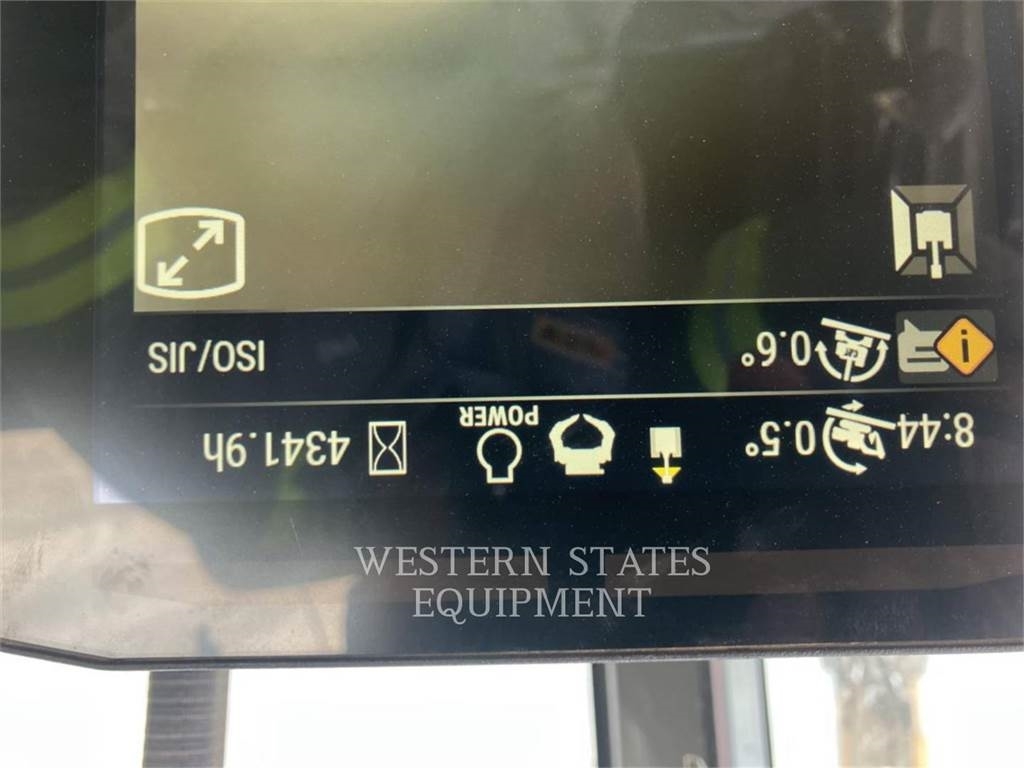 8:44 0.5° POWER 4341.9h
0.6° ISO/JIS
WESTERN STATES
EQUIPMENT